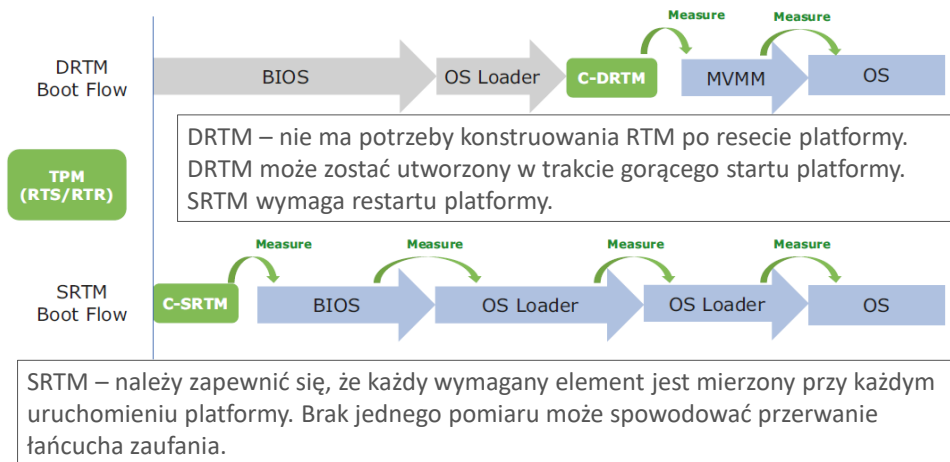 Measure
Measure
DRTM
Boot Flow
BIOS
OS Loader
C-DRTM
MVMM
OS
DRTM – nie ma potrzeby konstruowania RTM po resecie platformy.
DRTM może zostać utworzony w trakcie gorącego startu platformy.
SRTM wymaga restartu platformy.
TPM
(RTS/RTR)
Measure
Measure
Measure
Measure
SRTM
Boot Flow
C-SRTM
BIOS
OS Loader
OS Loader
OS
SRTM – należy zapewnić się, że każdy wymagany element jest mierzony przy każdym
uruchomieniu platformy. Brak jednego pomiaru może spowodować przerwanie
łańcucha zaufania.